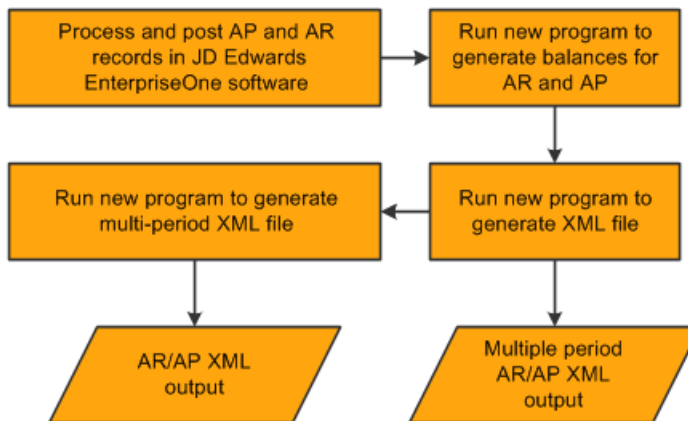 Process and post AP and AR
records in JD Edwards
EnterpriseOne software
Run new program to
generate balances for
AR and AP
Run new program to generate
multi-period XML file
Run new program to
generate XML file
AR/AP XML
output
Multiple period
AR/AP XML
output